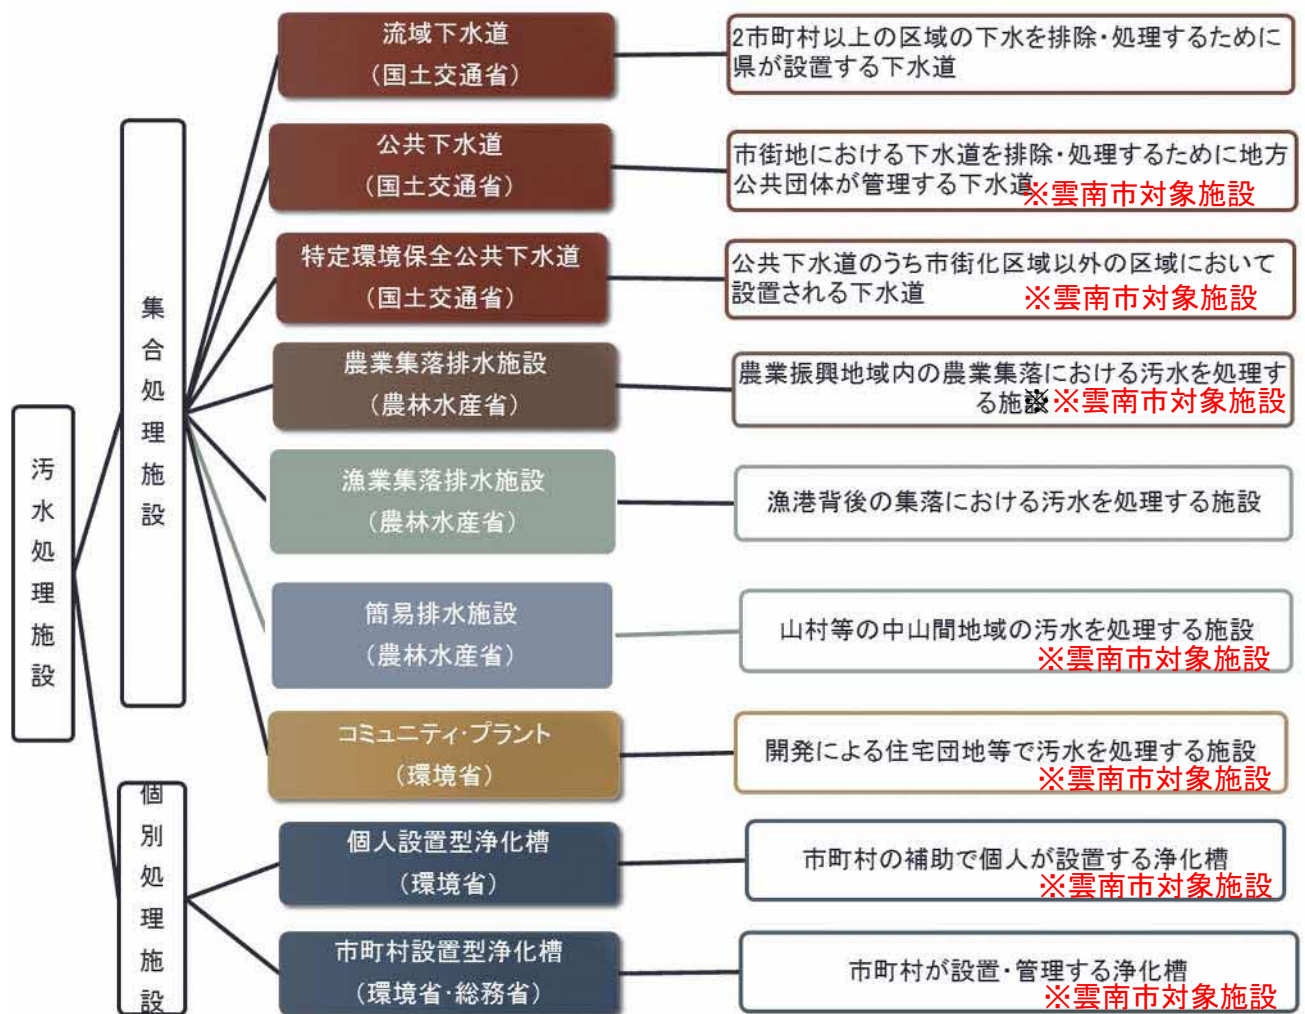 汚水処理施設
集合処理施設
流域下水道
（国土交通省）
2市町村以上の区域の下水を排除・処理するために
県が設置する下水道
公共下水道
（国土交通省）
市街地における下水道を排除・処理するために地方
公共団体が管理する下水道
※雲南市対象施設
特定環境保全公共下水道
（国土交通省）
公共下水道のうち市街化区域以外の区域において
設置される下水道
※雲南市対象施設
農業集落排水施設
（農林水産省）
農業振興地域内の農業集落における汚水を処理す
る施設
※雲南市対象施設
漁業集落排水施設
（農林水産省）
漁港背後の集落における汚水を処理する施設
簡易排水施設
（農林水産省）
山村等の中山間地域の汚水を処理する施設
※雲南市対象施設
コミュニティ・プラント
（環境省）
開発による住宅団地等で汚水を処理する施設
※雲南市対象施設
個別処理施設
個人設置型浄化槽
（環境省）
市町村の補助で個人が設置する浄化槽
※雲南市対象施設
市町村設置型浄化槽
（環境省・総務省）
市町村が設置・管理する浄化槽
※雲南市対象施設